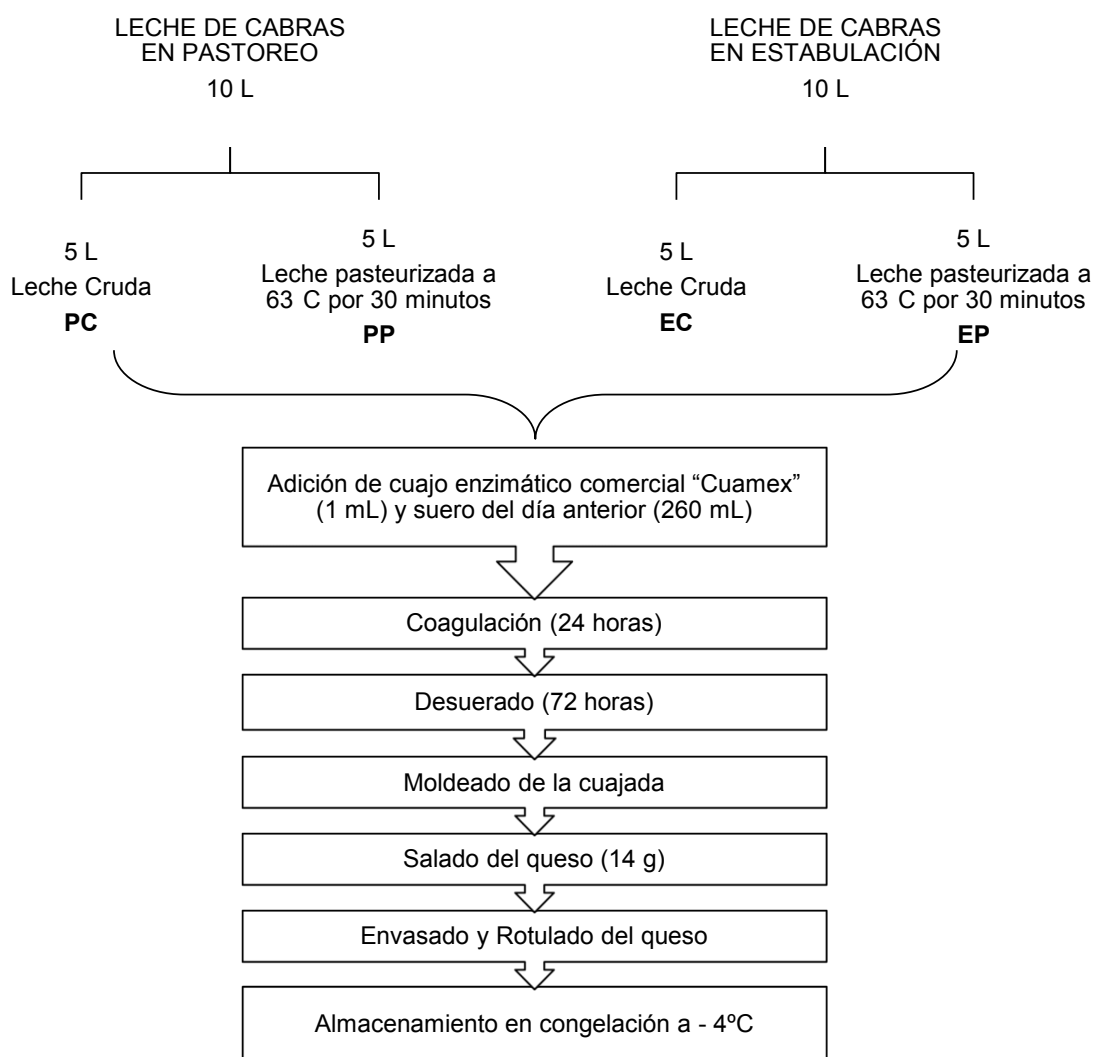 LECHE DE CABRAS
EN PASTOREO
10 L
LECHE DE CABRAS
EN ESTABULACIÓN
10 L
5 L
Leche Cruda
PC
5 L
Leche pasteurizada a
63 C por 30 minutos
PP
5 L
Leche Cruda
EC
5 L
Leche pasteurizada a
63 C por 30 minutos
EP
Adición de cuajo enzimático comercial “Cuamex”
(1 mL) y suero del día anterior (260 mL)
Coagulación (24 horas)
Desuerado (72 horas)
Moldeado de la cuajada
Salado del queso (14 g)
Envasado y Rotulado del queso
Almacenamiento en congelación a - 4ºC